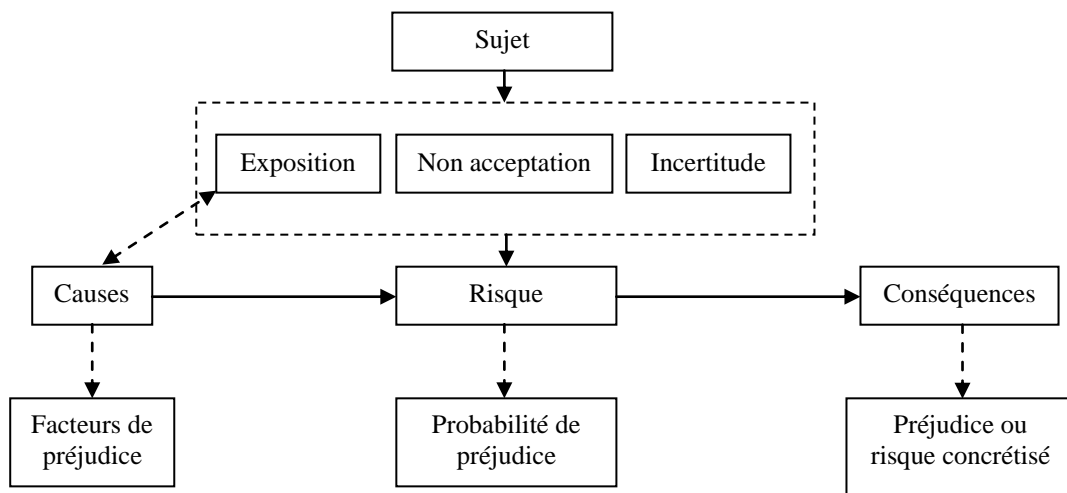 Sujet
Exposition
Non acceptation
Incertitude
Causes
Risque
Conséquences
Facteurs de
préjudice
Probabilité de
préjudice
Préjudice ou
risque concrétisé